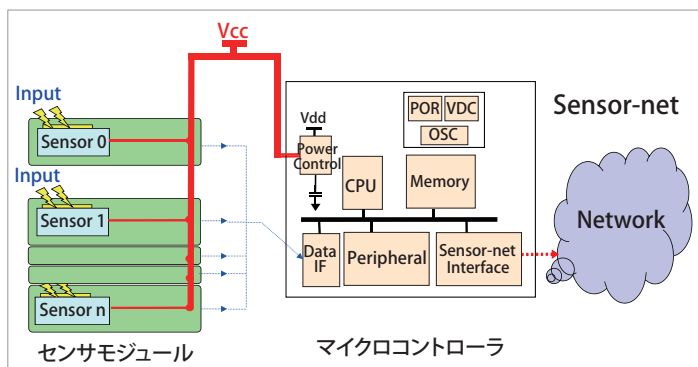 Vcc
Input
Sensor 0
Input
Sensor 1
Sensor n
センサモジュール
Vdd
Power
Control
POR
VDC
OSC
CPU
Memory
Data
IF
Peripheral
Sensor-net
Interface
マイクロコントローラ
Sensor-net
Network